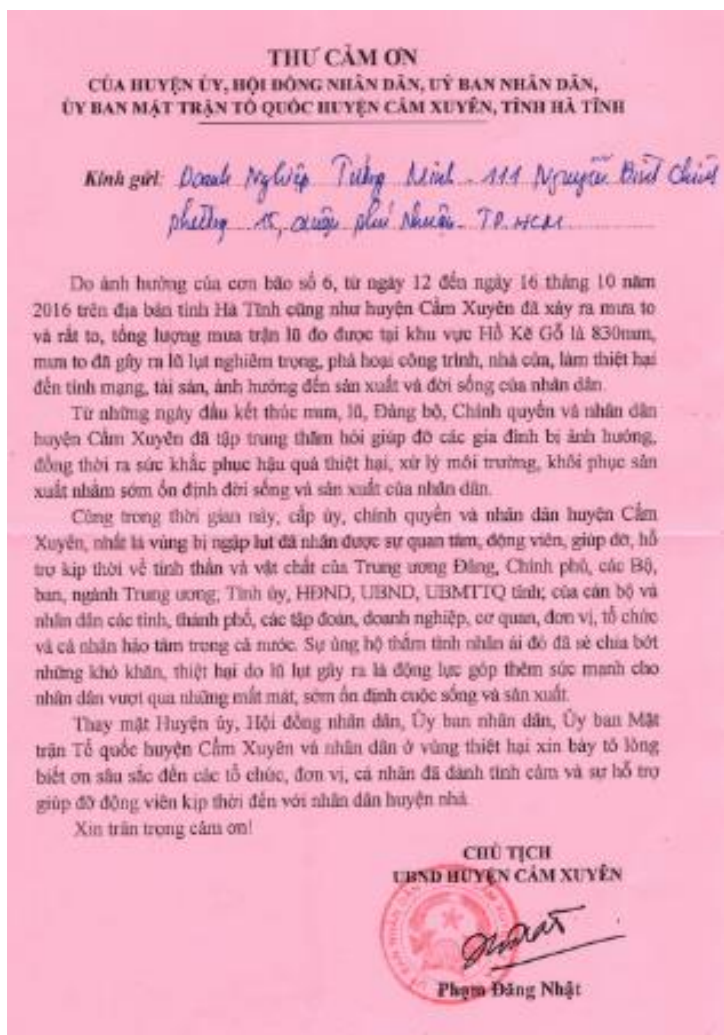 THƯ CẢM ƠN
CỦA HUYỆN ỦY, HỘI ĐỒNG NHÂN DÂN, UỶ BAN NHÂN DÂN,
ỦY BAN MẶT TRẬN TỔ QUỐC HUYỆN CẨM XUYÊN, TỈNH HÀ TĨNH
Kính gửi: Doanh Nghiệp Tường Minh - 111 Nguyễn Đình Chính
phường 15, quận phú Nhuận - TP. HCM
Do ảnh hưởng của cơn bão số 6, từ ngày 12 đến ngày 16 tháng 10 năm
2016 trên địa bàn tỉnh Hà Tĩnh cũng như huyện Cẩm Xuyên đã xảy ra mưa to
và rất to, tổng lượng mưa trận lũ đo được tại khu vực Hồ Kẻ Gỗ là 830mm,
mưa to đã gây ra lũ lụt nghiêm trọng, phá hoại công trình, nhà cửa, làm thiệt hại
đến tính mạng, tài sản, ảnh hưởng đến sản xuất và đời sống của nhân dân.
Từ những ngày đầu kết thúc mưa, lũ, Đảng bộ, Chính quyền và nhân dân
huyện Cẩm Xuyên đã tập trung thăm hỏi giúp đỡ các gia đình bị ảnh hưởng,
đồng thời ra sức khắc phục hậu quả thiệt hại, xử lý môi trường, khôi phục sản
xuất nhằm sớm ổn định đời sống và sản xuất của nhân dân.
Cũng trong thời gian này, cấp ủy, chính quyền và nhân dân huyện Cẩm
Xuyên, nhất là vùng bị ngập lụt đã nhận được sự quan tâm, động viên, giúp đỡ, hỗ
trợ kịp thời về tinh thần và vật chất của Trung ương Đảng, Chính phủ, các Bộ,
ban, ngành Trung ương; Tỉnh ủy, HĐND, UBND, UBMTTQ tỉnh; của cán bộ và
nhân dân các tỉnh, thành phố, các tập đoàn, doanh nghiệp, cơ quan, đơn vị, tổ chức
và cá nhân hảo tâm trong cả nước. Sự ủng hộ thắm tình nhân ái đó đã sẻ chia bớt
những khó khăn, thiệt hại do lũ lụt gây ra là động lực góp thêm sức mạnh cho
nhân dân vượt qua những mất mát, sớm ổn định cuộc sống và sản xuất.
Thay mặt Huyện ủy, Hội đồng nhân dân, Ủy ban nhân dân, Ủy ban Mặt
trận Tổ quốc huyện Cẩm Xuyên và nhân dân ở vùng thiệt hại xin bày tỏ lòng
biết ơn sâu sắc đến các tổ chức, đơn vị, cá nhân đã dành tình cảm và sự hỗ trợ
giúp đỡ động viên kịp thời đến với nhân dân huyện nhà.
Xin trân trọng cảm ơn!
CHỦ TỊCH
UBND HUYỆN CẨM XUYÊN
Phạm Đăng Nhật